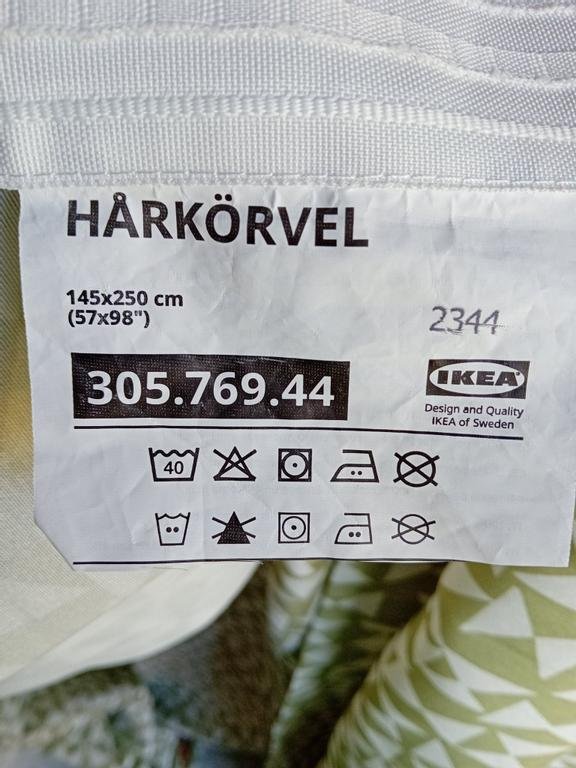 HÅRKÖRVEL
145x250 cm
(57x98")
2344
305.769.44
IKEA
Design and Quality
IKEA of Sweden
40